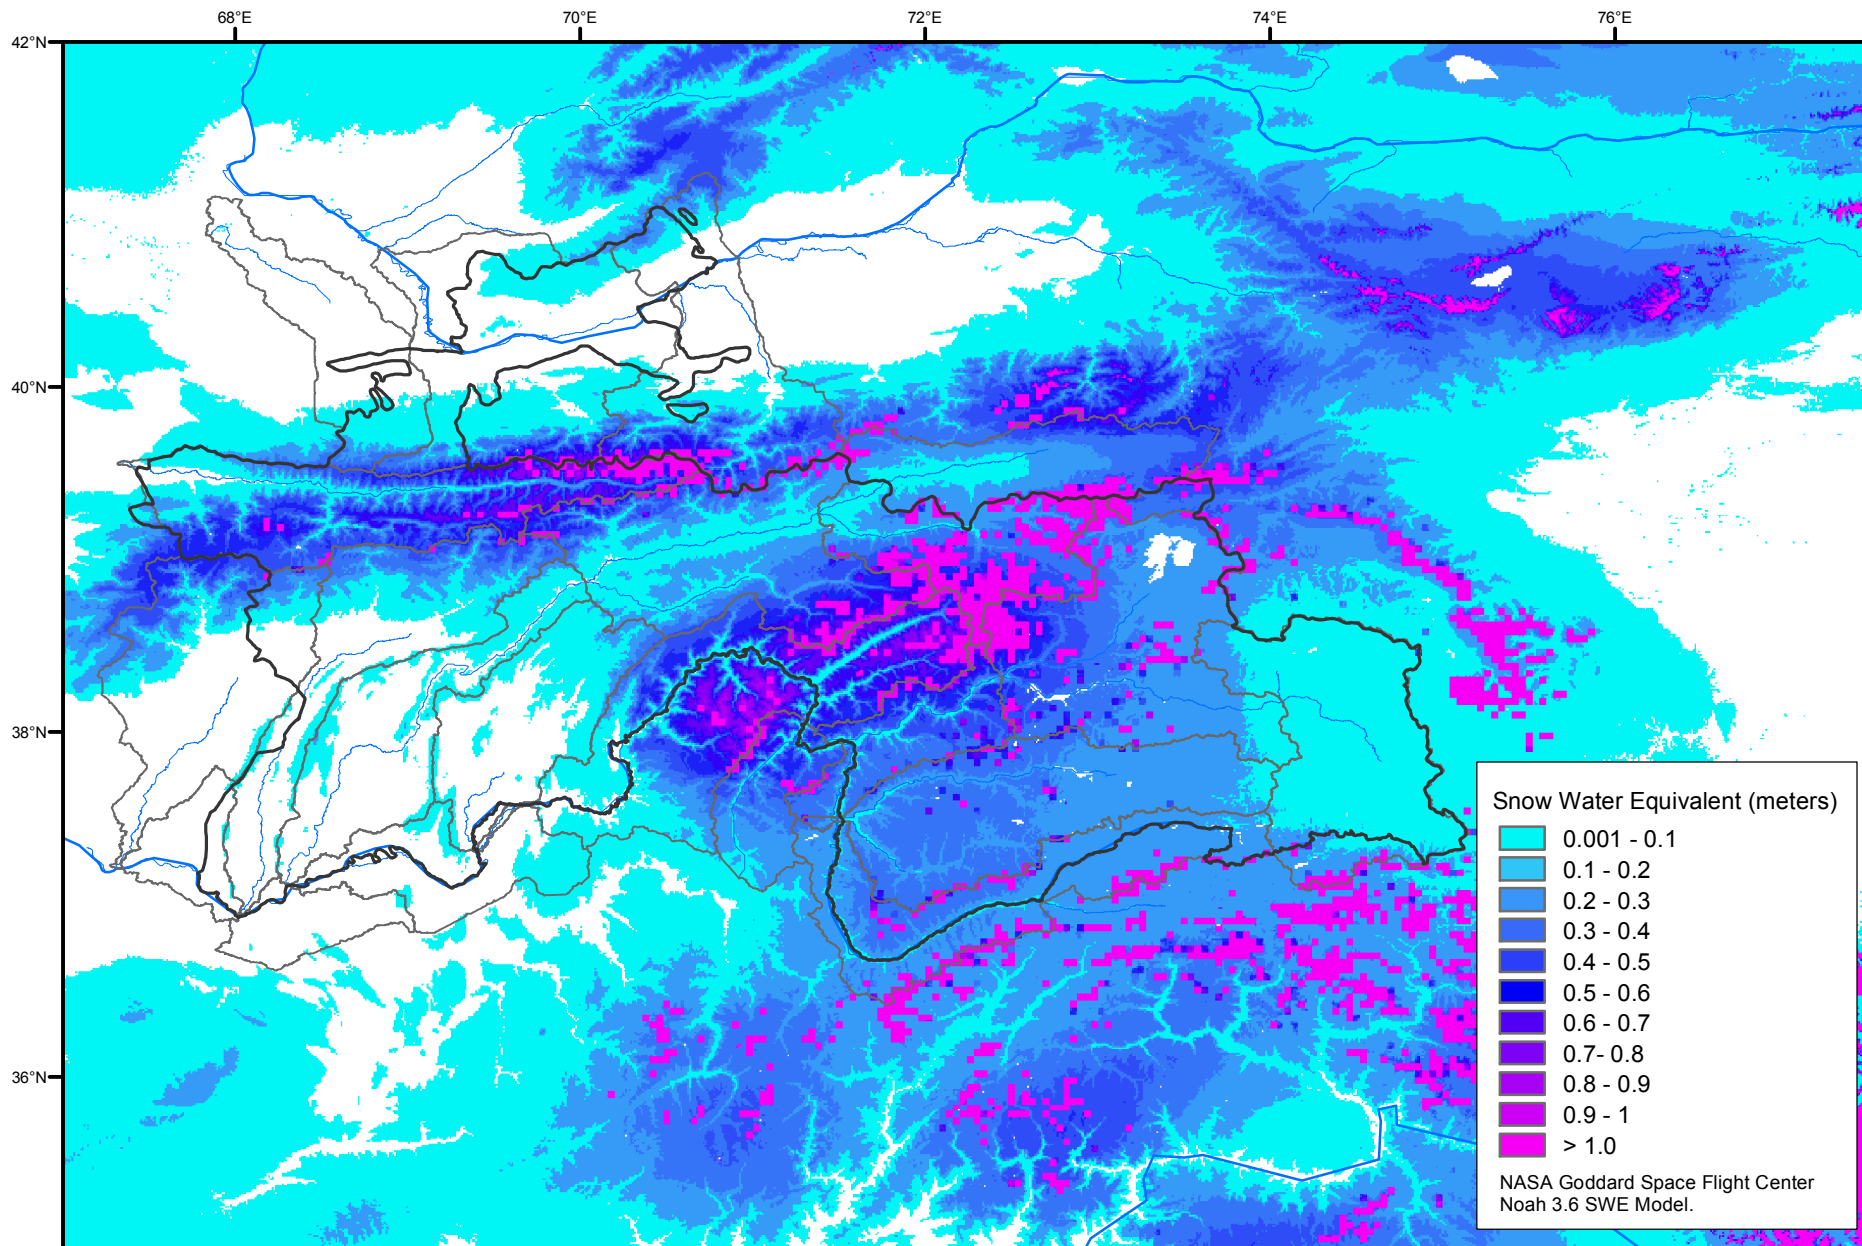 68°E 70°E 72°E 74°E 76°E
42°N
40°N
38°N
36°N
Snow Water Equivalent (meters)
0.001 - 0.1
0.1 - 0.2
0.2 - 0.3
0.3 - 0.4
0.4 - 0.5
0.5 - 0.6
0.6 - 0.7
0.7- 0.8
0.8 - 0.9
0.9 - 1
> 1.0
NASA Goddard Space Flight Center
Noah 3.6 SWE Model.